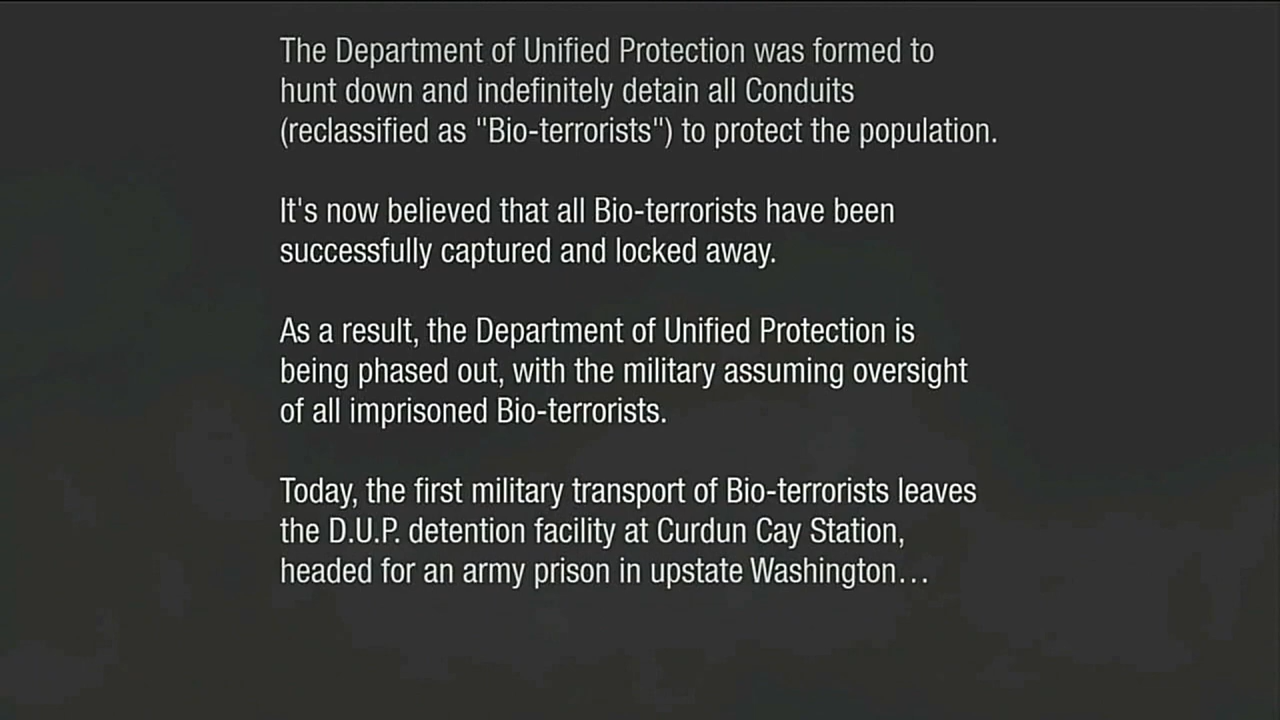 The Department of Unified Protection was formed to
hunt down and indefinitely detain all Conduits
(reclassified as "Bio-terrorists") to protect the population.
It's now believed that all Bio-terrorists have been
successfully captured and locked away.
As a result, the Department of Unified Protection is
being phased out, with the military assuming oversight
of all imprisoned Bio-terrorists.
Today, the first military transport of Bio-terrorists leaves
the D.U.P. detention facility at Curdun Cay Station,
headed for an army prison in upstate Washington...